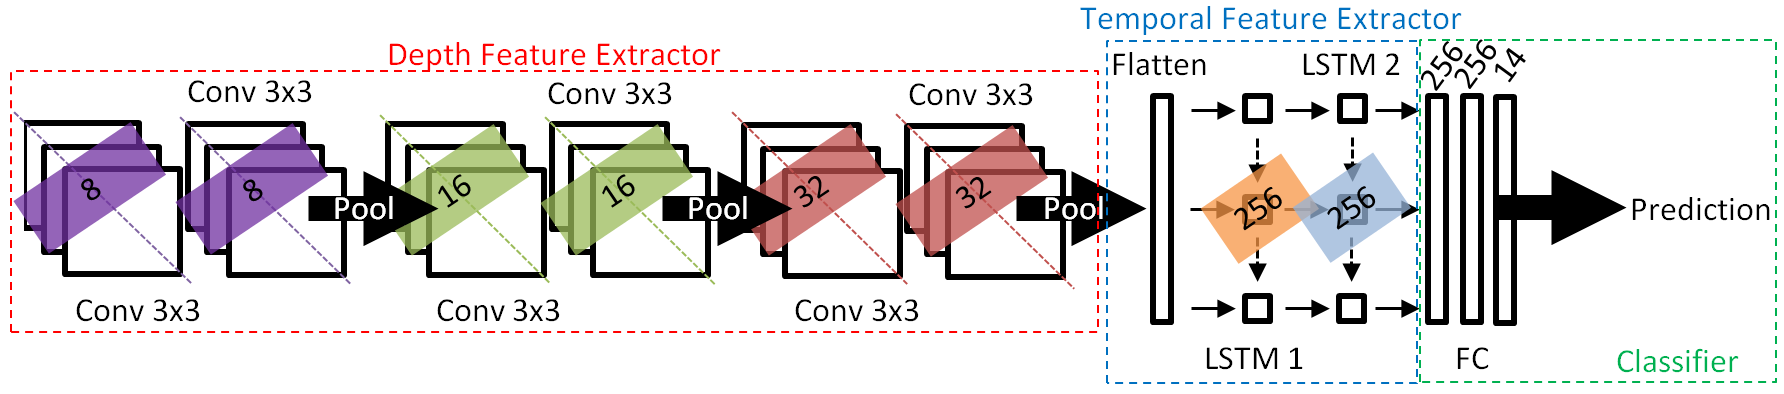 Temporal Feature Extractor
Depth Feature Extractor
Conv 3x3
Conv 3x3
Conv 3x3
8
8
Pool
16
16
Pool
32
32
Pool
Conv 3x3
Conv 3x3
Conv 3x3
Flatten
LSTM 2
256
256
LSTM 1
256
256
14
FC
Prediction
Classifier